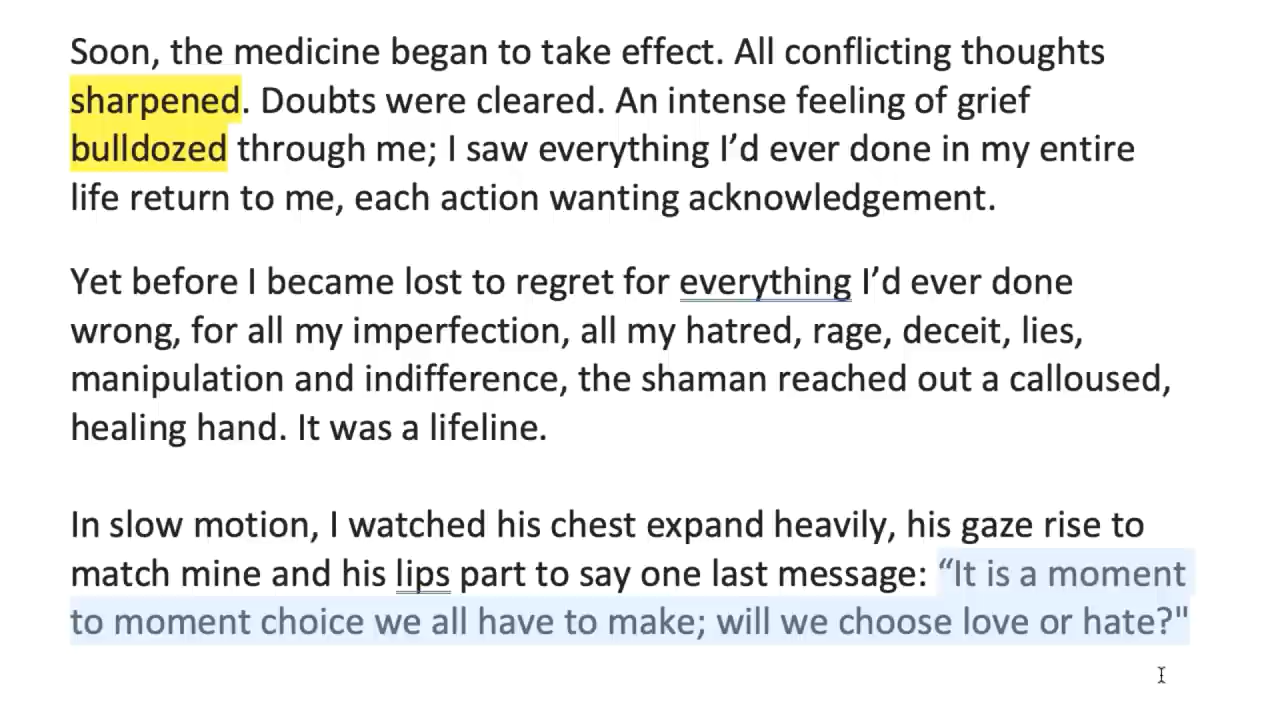 Soon, the medicine began to take effect. All conflicting thoughts
sharpened. Doubts were cleared. An intense feeling of grief
bulldozed through me; I saw everything I’d ever done in my entire
life return to me, each action wanting acknowledgement.
Yet before I became lost to regret for everything I’d ever done
wrong, for all my imperfection, all my hatred, rage, deceit, lies,
manipulation and indifference, the shaman reached out a calloused,
healing hand. It was a lifeline.
In slow motion, I watched his chest expand heavily, his gaze rise to
match mine and his lips part to say one last message: “It is a moment
to moment choice we all have to make; will we choose love or hate?"